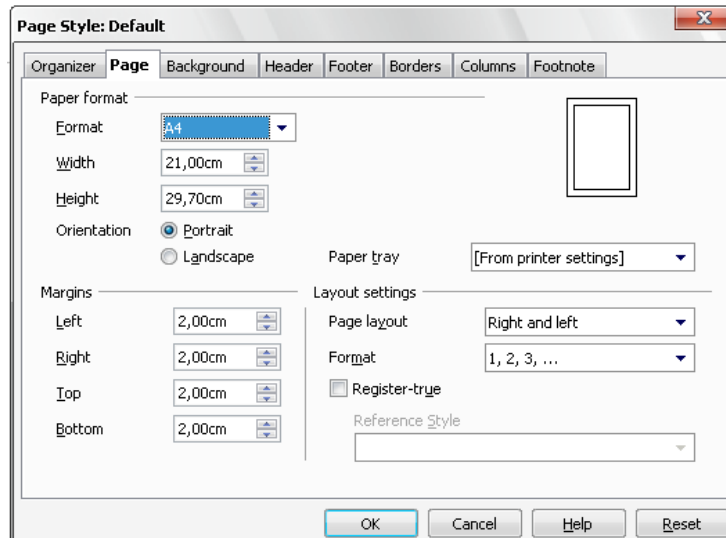 Page Style: Default
Organizer Page Background Header Footer Borders Columns Footnote
Paper format
Format A4
Width 21,00cm
Height 29,70cm
Orientation Portrait
Landscape Paper tray [From printer settings]
Margins Layout settings
Left 2,00cm Page layout Right and left
Right 2,00cm Format 1, 2, 3, ...
Top 2,00cm Register-true
Reference Style
Bottom 2,00cm
OK Cancel Help Reset